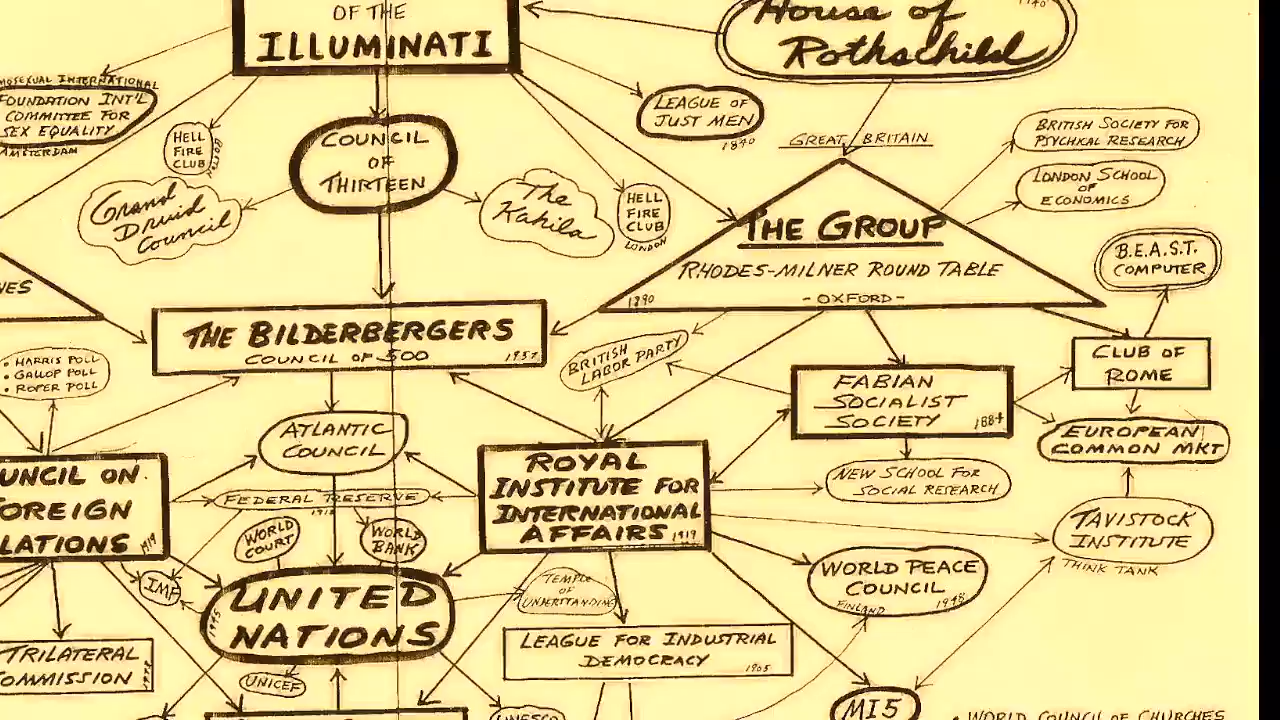 OF THE
ILLUMINATI
House of
Rothschild
MOSEXUAL INTERNATIONAL
FOUNDATION INT'L
COMMITTEE FOR
SEX EQUALITY
AMSTERDAM
HELL
FIRE
CLUB
COUNCIL
OF
THIRTEEN
LEAGUE OF
JUST MEN
1840
GREAT BRITAIN
BRITISH SOCIETY FOR
PSYCHICAL RESEARCH
LONDON SCHOOL
OF
ECONOMICS
Grand
Druid
Council
The
Kahila
HELL
FIRE
CLUB
LONDON
THE GROUP
RHODES-MILNER ROUND TABLE
1890
- OXFORD -
B.E.A.S.T.
COMPUTER
NES
THE BILDERBERGERS
COUNCIL OF 500
1957
• HARRIS POLL
• GALLOP POLL
• ROPER POLL
BRITISH
LABOR PARTY
CLUB OF
ROME
FABIAN
SOCIALIST
SOCIETY
1884
ATLANTIC
COUNCIL
EUROPEAN
COMMON MKT
UNCIL ON
OREIGN
LATIONS
1919
FEDERAL RESERVE
ROYAL
INSTITUTE FOR
INTERNATIONAL
AFFAIRS
1919
NEW SCHOOL FOR
SOCIAL RESEARCH
WORLD
COURT
WORLD
BANK
TAVISTOCK
INSTITUTE
THINK TANK
IMF
UNITED
NATIONS
1945
TEMPLE
OF
UNDERSTANDING
WORLD PEACE
COUNCIL
FINLAND
1948
TRILATERAL
OMMISSION
LEAGUE FOR INDUSTRIAL
DEMOCRACY
1905
UNICEF
UNESCO
MI5
• WORLD COUNCIL OF CHURCHES